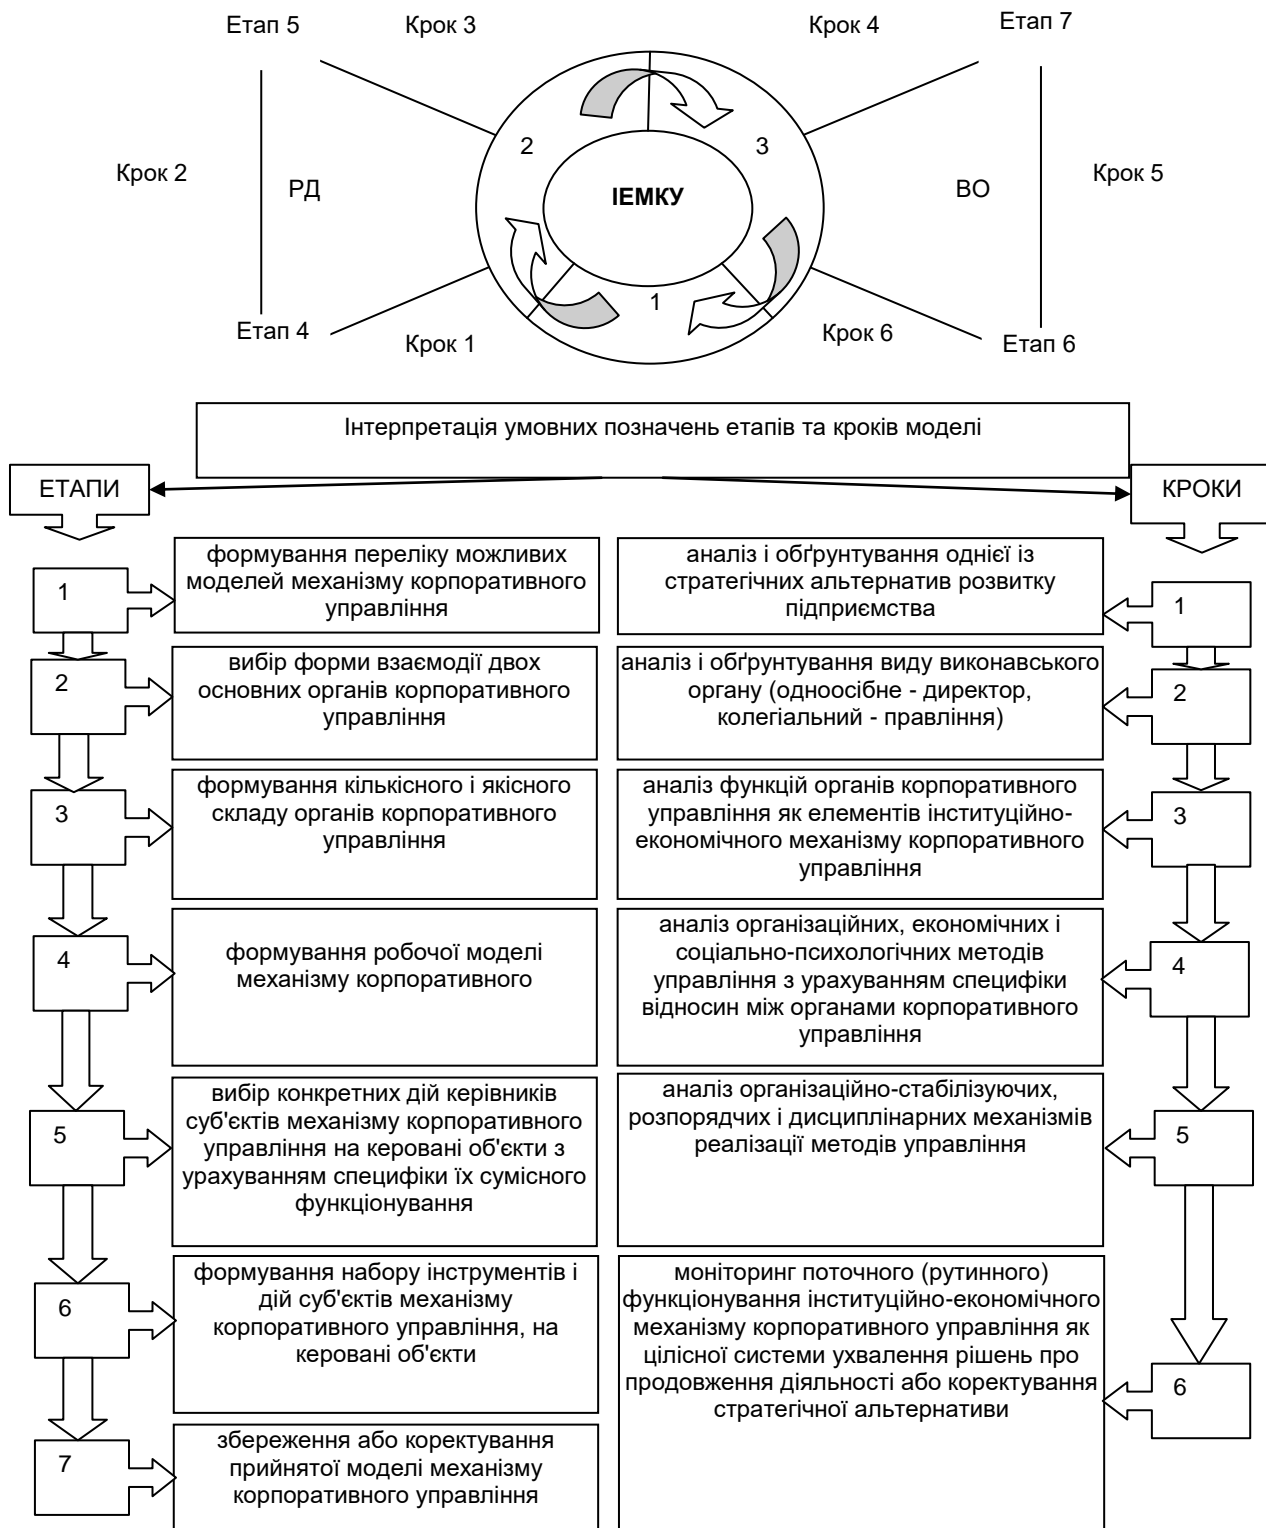 Етап 5
Крок 3
Крок 4
Етап 7
2
3
Крок 2
РД
ІЕМКУ
ВО
Крок 5
1
Етап 4
Крок 1
Крок 6
Етап 6
Інтерпретація умовних позначень етапів та кроків моделі
ЕТАПИ
КРОКИ
1
формування переліку можливих
моделей механізму корпоративного
управління
аналіз і обґрунтування однієї із
стратегічних альтернатив розвитку
підприємства
1
2
вибір форми взаємодії двох
основних органів корпоративного
управління
аналіз і обґрунтування виду виконавського
органу (одноосібне - директор,
колегіальний - правління)
2
3
формування кількісного і якісного
складу органів корпоративного
управління
аналіз функцій органів корпоративного
управління як елементів інституційно-
економічного механізму корпоративного
управління
3
4
формування робочої моделі
механізму корпоративного
аналіз організаційних, економічних і
соціально-психологічних методів
управління з урахуванням специфіки
відносин між органами корпоративного
управління
4
5
вибір конкретних дій керівників
суб'єктів механізму корпоративного
управління на керовані об'єкти з
урахуванням специфіки їх сумісного
функціонування
аналіз організаційно-стабілізуючих,
розпорядчих і дисциплінарних механізмів
реалізації методів управління
5
6
формування набору інструментів і
дій суб'єктів механізму
корпоративного управління, на
керовані об'єкти
моніторинг поточного (рутинного)
функціонування інституційно-економічного
механізму корпоративного управління як
цілісної системи ухвалення рішень про
продовження діяльності або коректування
стратегічної альтернативи
6
7
збереження або коректування
прийнятої моделі механізму
корпоративного управління